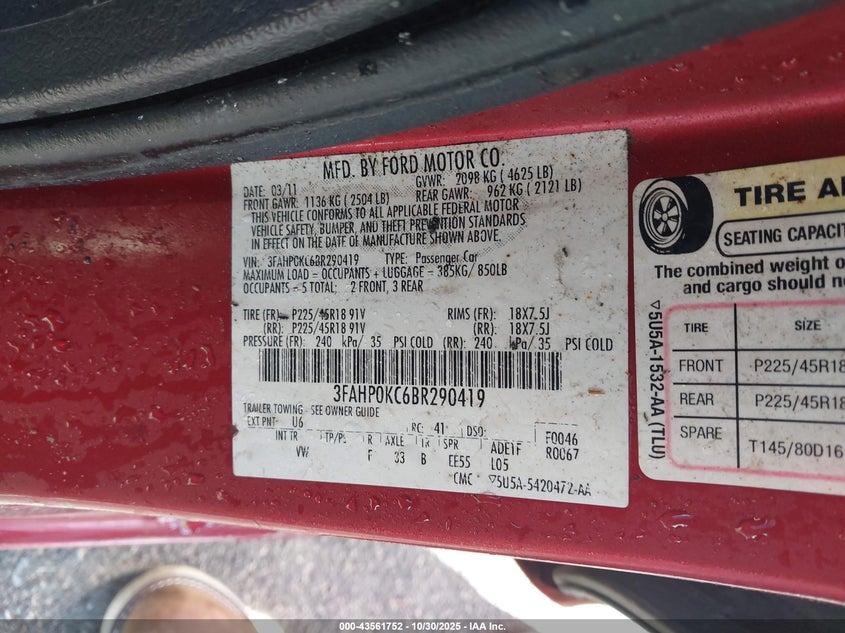 MFD. BY FORD MOTOR CO.
DATE: 03/11 GVWR: 2098 KG ( 4625 LB)
FRONT GAWR: 1136 KG ( 2504 LB) REAR GAWR: 962 KG ( 2121 LB)
THIS VEHICLE CONFORMS TO ALL APPLICABLE FEDERAL MOTOR
VEHICLE SAFETY, BUMPER, AND THEFT PREVENTION STANDARDS
IN EFFECT ON THE DATE OF MANUFACTURE SHOWN ABOVE.
VIN: 3FAHP0KC6BR290419 TYPE: Passenger Car
MAXIMUM LOAD - OCCUPANTS + LUGGAGE - 385KG/ 850LB
OCCUPANTS - 5 TOTAL: 2 FRONT, 3 REAR
TIRE (FR): P225/45R18 91V RIMS (FR): 18X7.5J
(RR): P225/45R18 91V (RR): 18X7.5J
PRESSURE (FR): 240 kPa/ 35 PSI COLD (RR): 240 kPa/ 35 PSI COLD
3FAHP0KC6BR290419
TRAILER TOWING - SEE OWNER GUIDE
EXT PNT: U6 RC: 41 DSO: F0046
INT TR TP/PS R AXLE TR SPR ADE1F R0067
VW F 33 B EE55 L05
CMC ▽5U5A-5420472-AA
▽5U5A-1532-AA (TLU)
TIRE
SEATING CAPACIT
The combined weight
and cargo should
TIRE SIZE
FRONT P225/45R18
REAR P225/45R18
SPARE T145/80D16
000-43561752 - 10/30/2025 - IAA Inc.